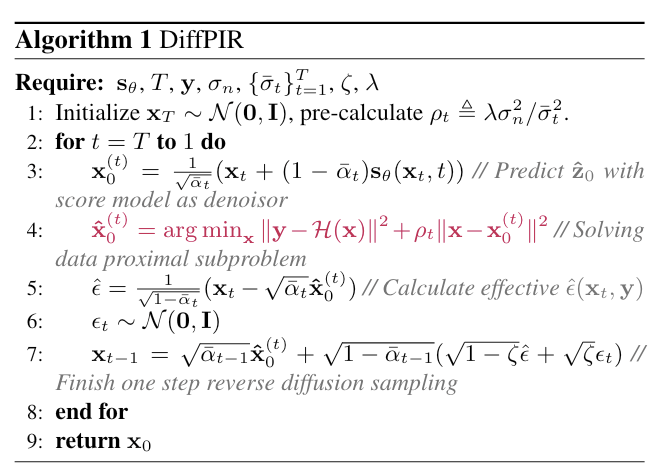 Algorithm 1 DiffPIR
Require: $\mathbf{s}_\theta$, $T$, $\mathbf{y}$, $\sigma_n$, $\{\bar{\sigma}_t\}_{t=1}^T$, $\zeta$, $\lambda$
1: Initialize $\mathbf{x}_T \sim \mathcal{N}(\mathbf{0}, \mathbf{I})$, pre-calculate $\rho_t \triangleq \lambda\sigma_n^2/\bar{\sigma}_t^2$.
2: for $t = T$ to $1$ do
3: $\mathbf{x}_0^{(t)} = \frac{1}{\sqrt{\bar{\alpha}_t}}(\mathbf{x}_t + (1 - \bar{\alpha}_t)\mathbf{s}_\theta(\mathbf{x}_t, t))$ // Predict $\hat{\mathbf{z}}_0$ with
score model as denoisor
4: $\hat{\mathbf{x}}_0^{(t)} = \arg\min_{\mathbf{x}} \|\mathbf{y} - \mathcal{H}(\mathbf{x})\|^2 + \rho_t\|\mathbf{x} - \mathbf{x}_0^{(t)}\|^2$ // Solving
data proximal subproblem
5: $\hat{\epsilon} = \frac{1}{\sqrt{1-\bar{\alpha}_t}}(\mathbf{x}_t - \sqrt{\bar{\alpha}_t}\hat{\mathbf{x}}_0^{(t)})$ // Calculate effective $\hat{\epsilon}(\mathbf{x}_t, \mathbf{y})$
6: $\epsilon_t \sim \mathcal{N}(\mathbf{0}, \mathbf{I})$
7: $\mathbf{x}_{t-1} = \sqrt{\bar{\alpha}_{t-1}}\hat{\mathbf{x}}_0^{(t)} + \sqrt{1 - \bar{\alpha}_{t-1}}(\sqrt{1 - \zeta}\hat{\epsilon} + \sqrt{\zeta}\epsilon_t)$ //
Finish one step reverse diffusion sampling
8: end for
9: return $\mathbf{x}_0$